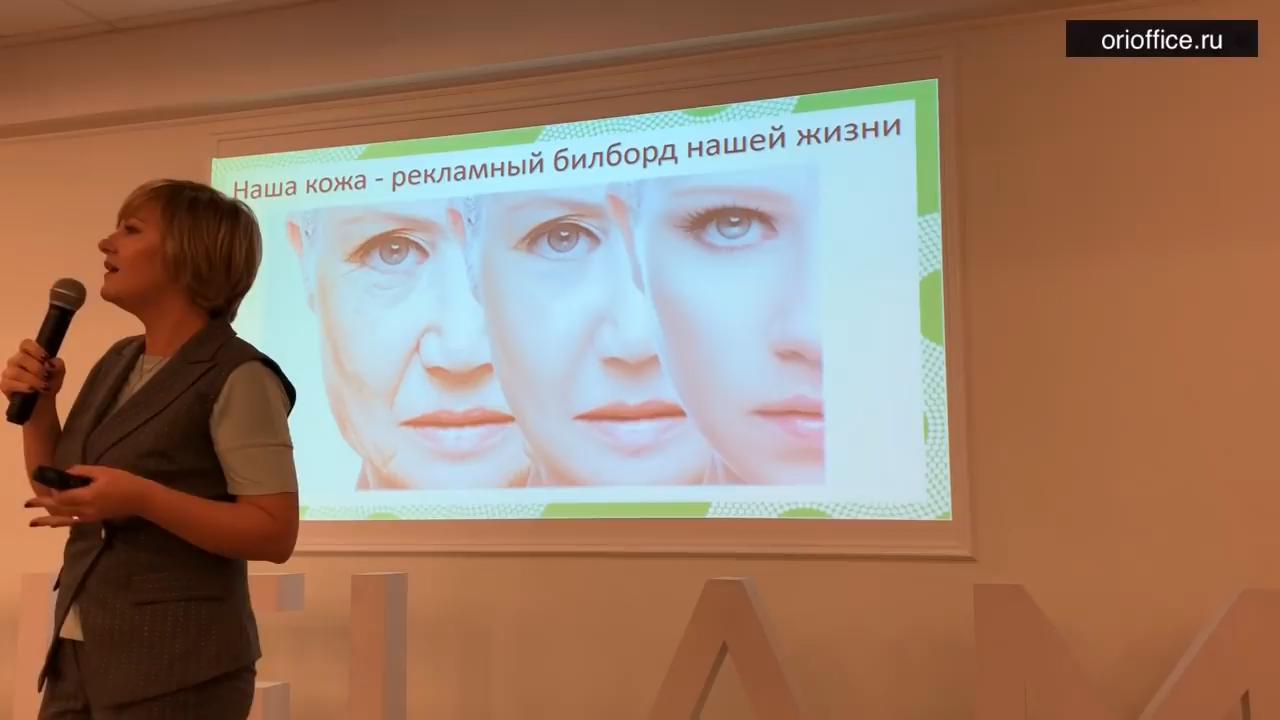 orioffice.ru
Наша кожа - рекламный билборд нашей жизни